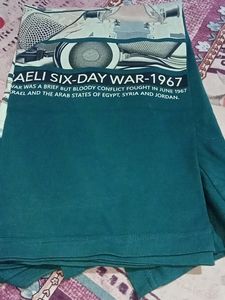 AELI SIX-DAY WAR-1967
WAR WAS A BRIEF BUT BLOODY CONFLICT FOUGHT IN JUNE 1967
RAEL AND THE ARAB STATES OF EGYPT, SYRIA AND JORDAN.